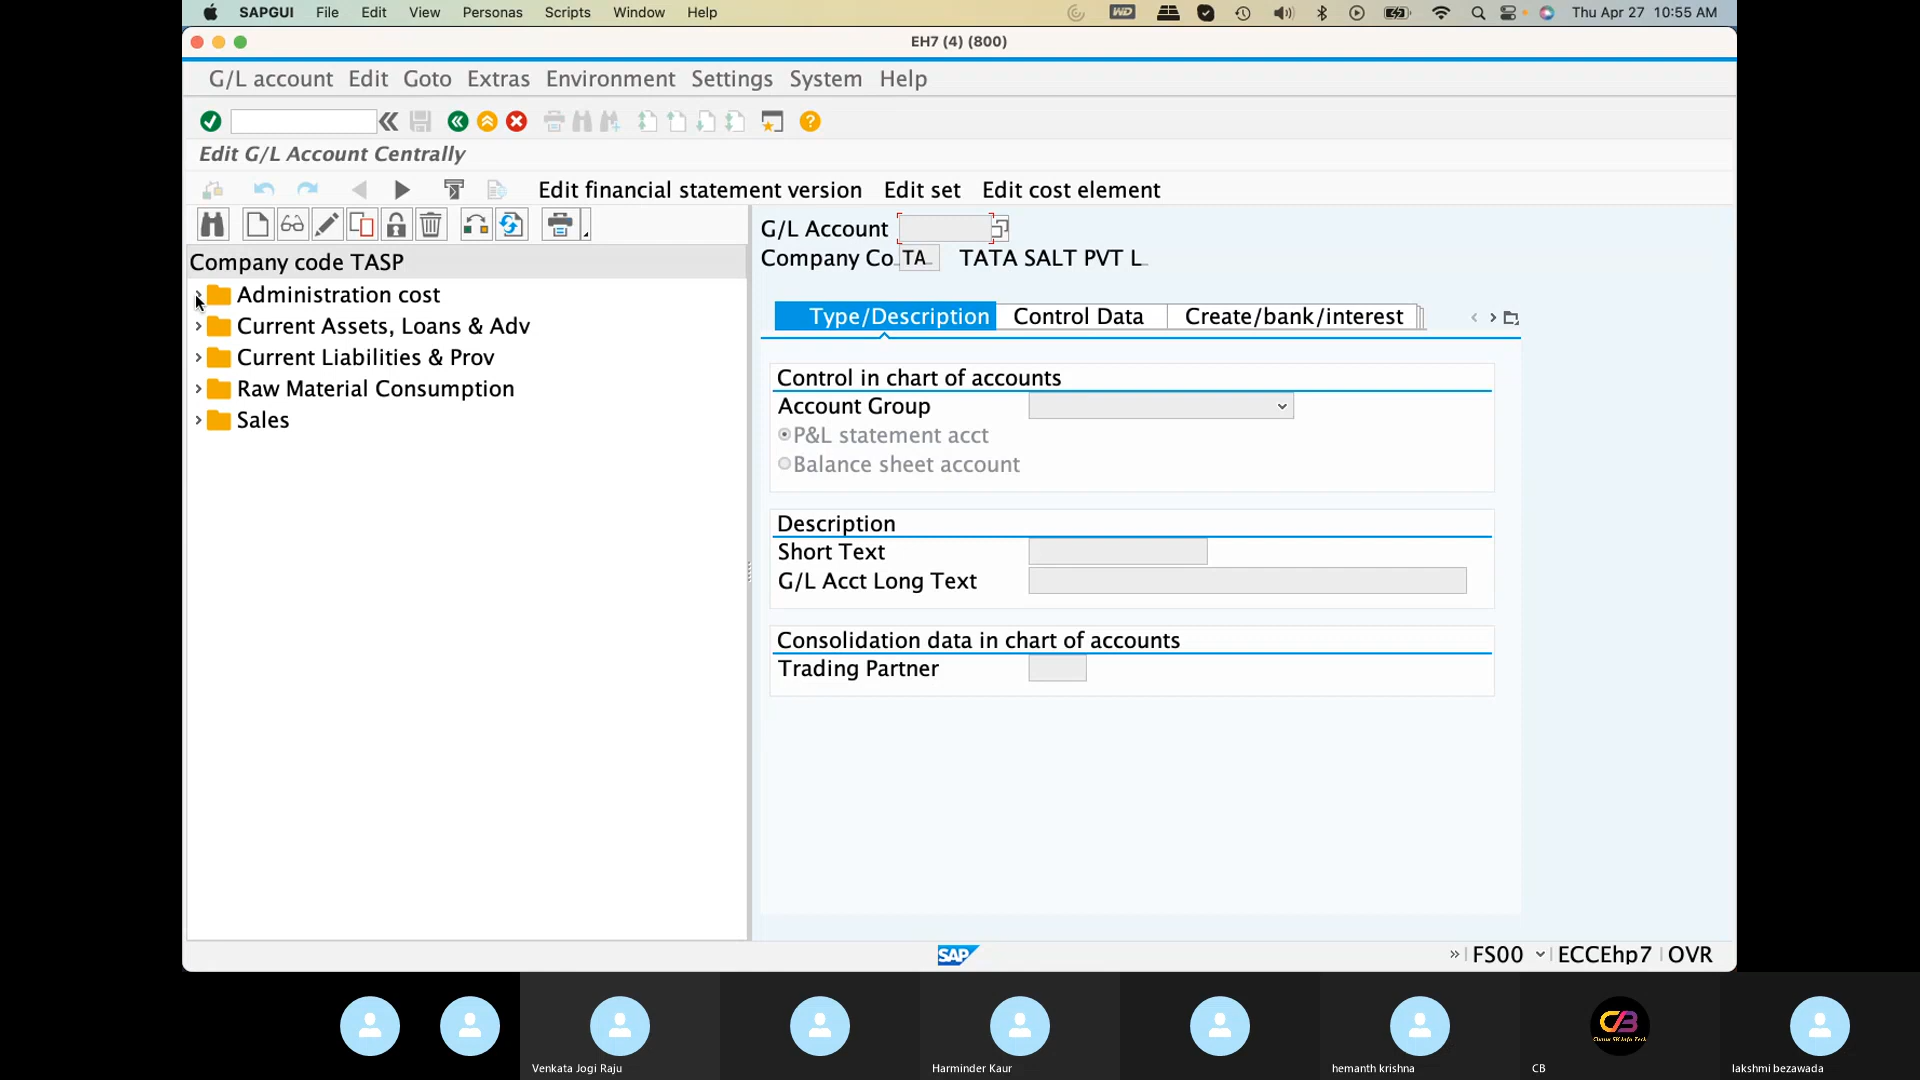 SAPGUI File Edit View Personas Scripts Window Help WD Thu Apr 27 10:55 AM
EH7 (4) (800)
G/L account Edit Goto Extras Environment Settings System Help
Edit G/L Account Centrally
Edit financial statement version Edit set Edit cost element
Company code TASP
Administration cost
Current Assets, Loans & Adv
Current Liabilities & Prov
Raw Material Consumption
Sales
G/L Account
Company Co TA TATA SALT PVT L
Type/Description Control Data Create/bank/interest
Control in chart of accounts
Account Group
P&L statement acct
Balance sheet account
Description
Short Text
G/L Acct Long Text
Consolidation data in chart of accounts
Trading Partner
SAP FS00 ECCEhp7 OVR
CB
Venkata Jogi Raju Harminder Kaur hemanth krishna CB lakshmi bezawada